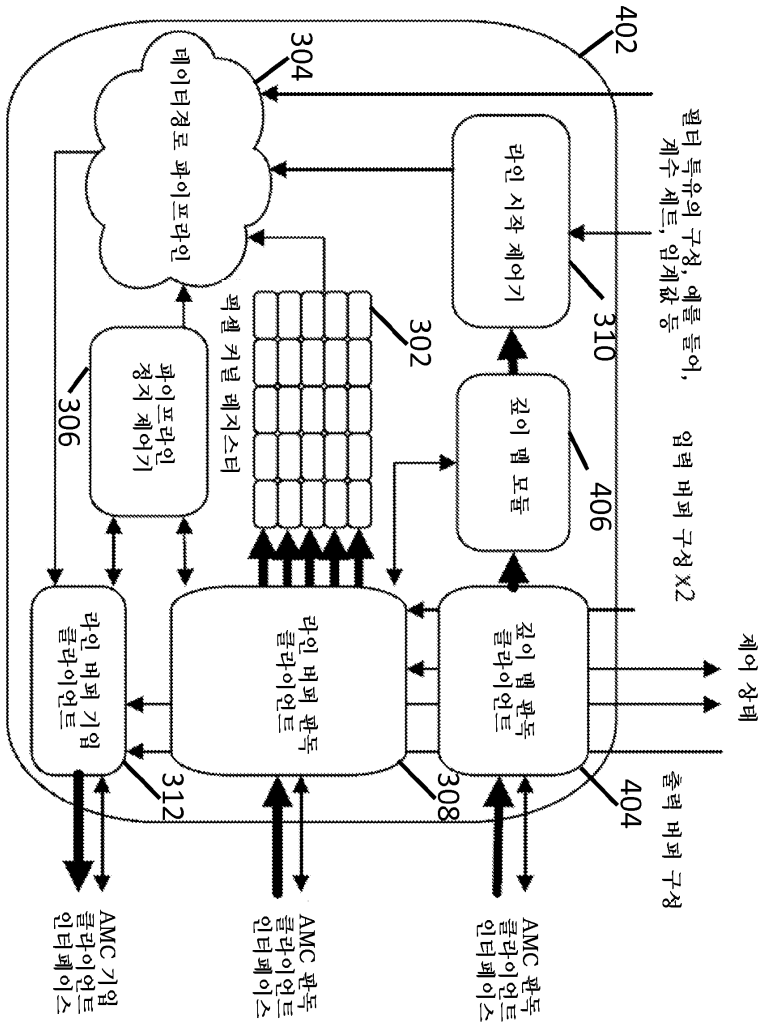 제어 상태
필터 특유의 구성, 예를 들어,
계수 세트, 임계값 등
입력 버퍼 구성 x2
출력 버퍼 구성
402
310
406
404
라인 시작 제어기
깊이 맵 모듈
깊이 맵 판독
클라이언트
AMC 판독
클라이언트
인터페이스
302
308
304
픽셀 커널 레지스터
라인 버퍼 판독
클라이언트
AMC 판독
클라이언트
인터페이스
데이터경로 파이프라인
파이프라인
정지 제어기
306
312
라인 버퍼 기입
클라이언트
AMC 기입
클라이언트
인터페이스